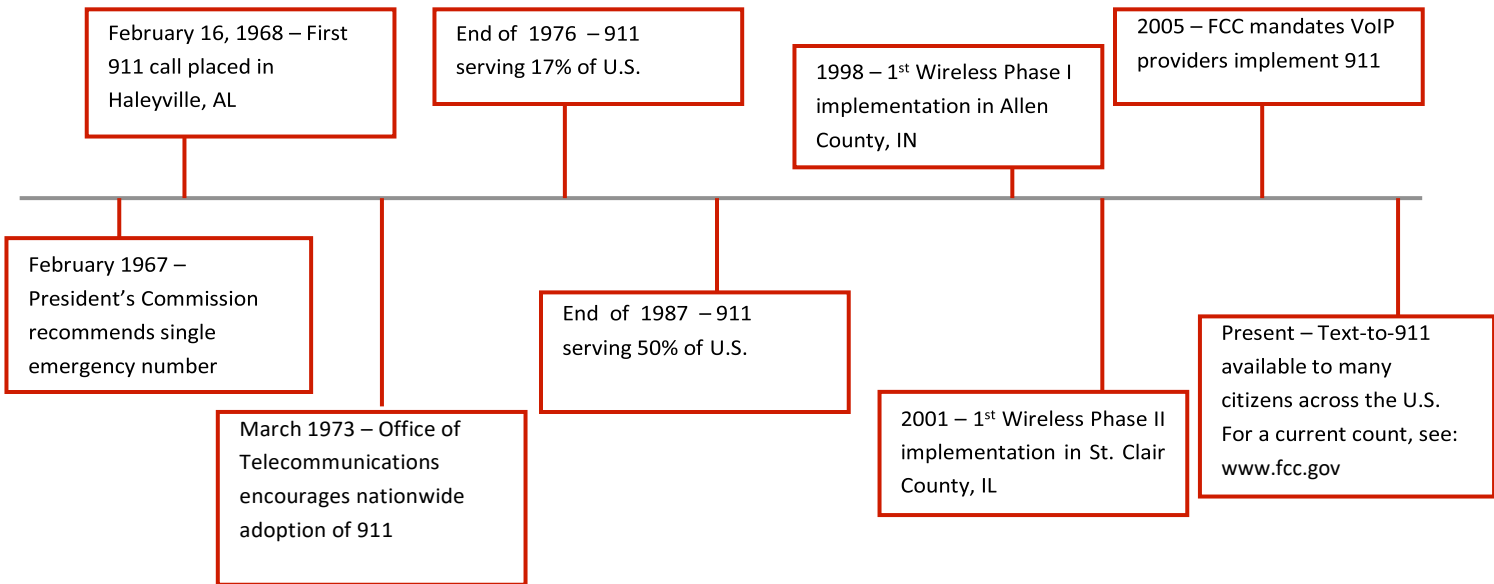 February 16, 1968 – First
911 call placed in
Haleyville, AL
End of 1976 – 911
serving 17% of U.S.
1998 – 1st Wireless Phase I
implementation in Allen
County, IN
2005 – FCC mandates VoIP
providers implement 911
February 1967 –
President’s Commission
recommends single
emergency number
March 1973 – Office of
Telecommunications
encourages nationwide
adoption of 911
End of 1987 – 911
serving 50% of U.S.
2001 – 1st Wireless Phase II
implementation in St. Clair
County, IL
Present – Text-to-911
available to many
citizens across the U.S.
For a current count, see:
www.fcc.gov